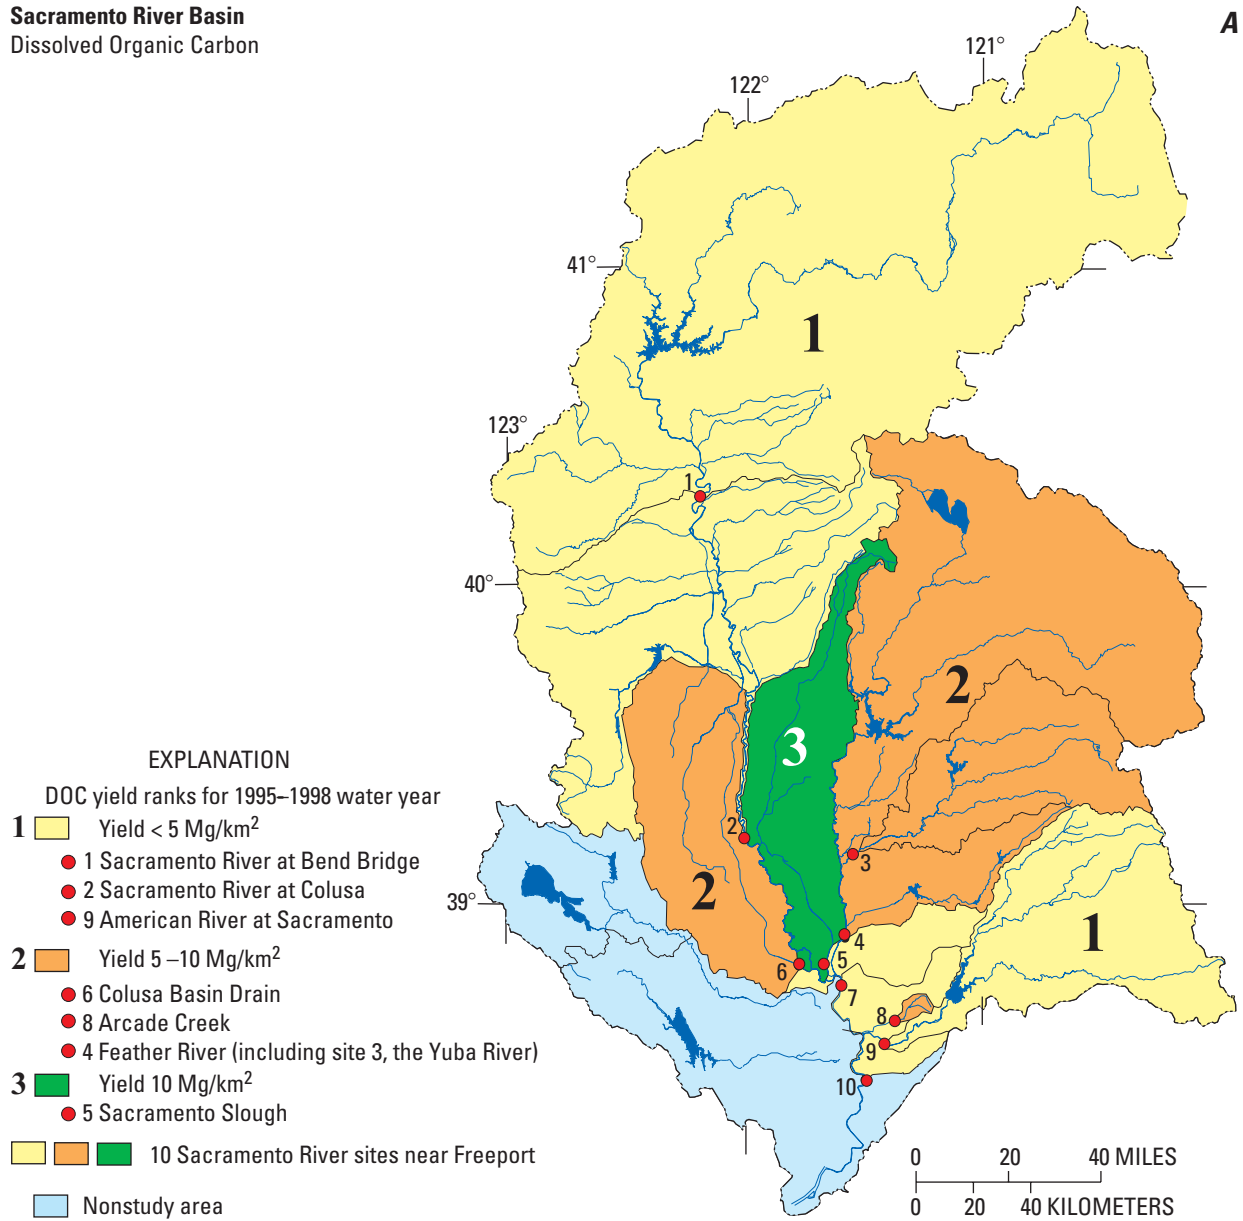 Sacramento River Basin
Dissolved Organic Carbon
A
121°
122°
41°
1
123°
1
40°
2
3
2
3
2
39°
1
4
6
5
7
8
9
10
EXPLANATION
DOC yield ranks for 1995–1998 water year
1 Yield < 5 Mg/km²
1 Sacramento River at Bend Bridge
2 Sacramento River at Colusa
9 American River at Sacramento
2 Yield 5 –10 Mg/km²
6 Colusa Basin Drain
8 Arcade Creek
4 Feather River (including site 3, the Yuba River)
3 Yield 10 Mg/km²
5 Sacramento Slough
10 Sacramento River sites near Freeport
Nonstudy area
0 20 40 MILES
0 20 40 KILOMETERS